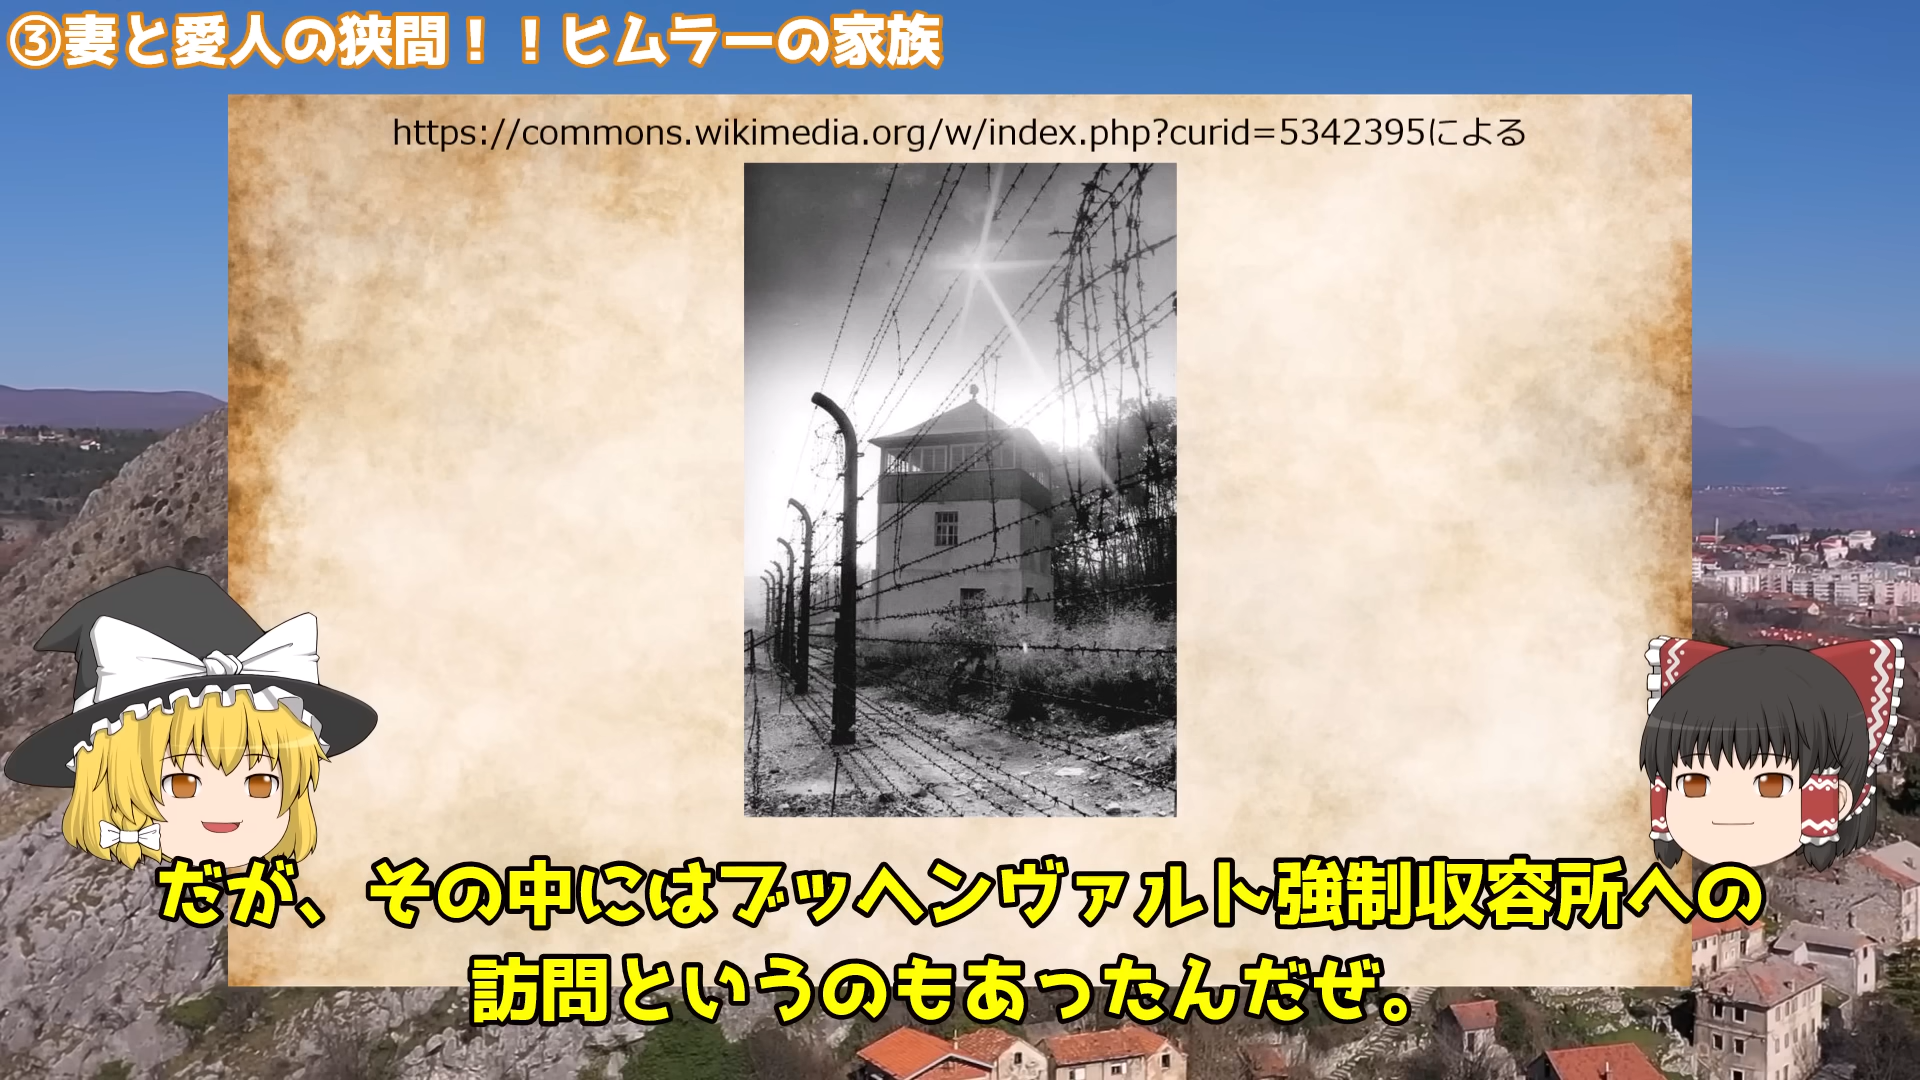 ③妻と愛人の狭間！！ヒムラーの家族
https://commons.wikimedia.org/w/index.php?curid=5342395による
だが、その中にはブッヘンヴァルト強制収容所への
訪問というのもあったんだぜ。